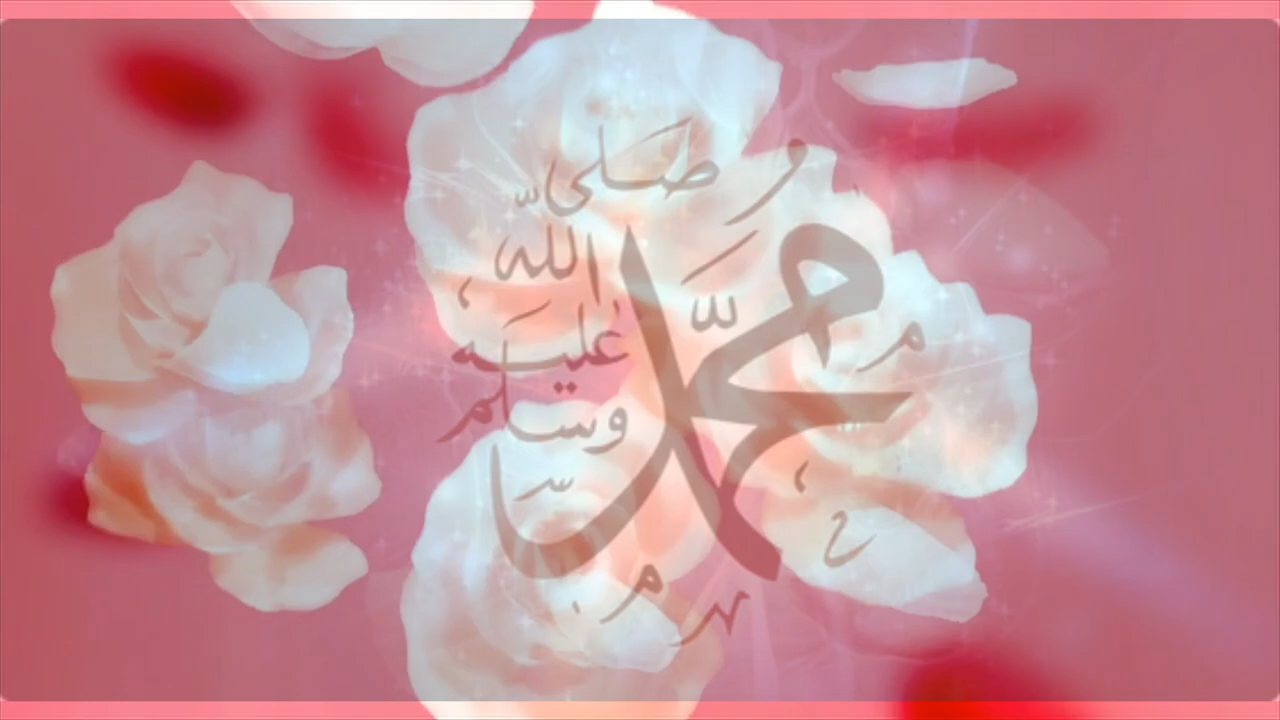 محمد
صلى
الله
عليه
وسلم